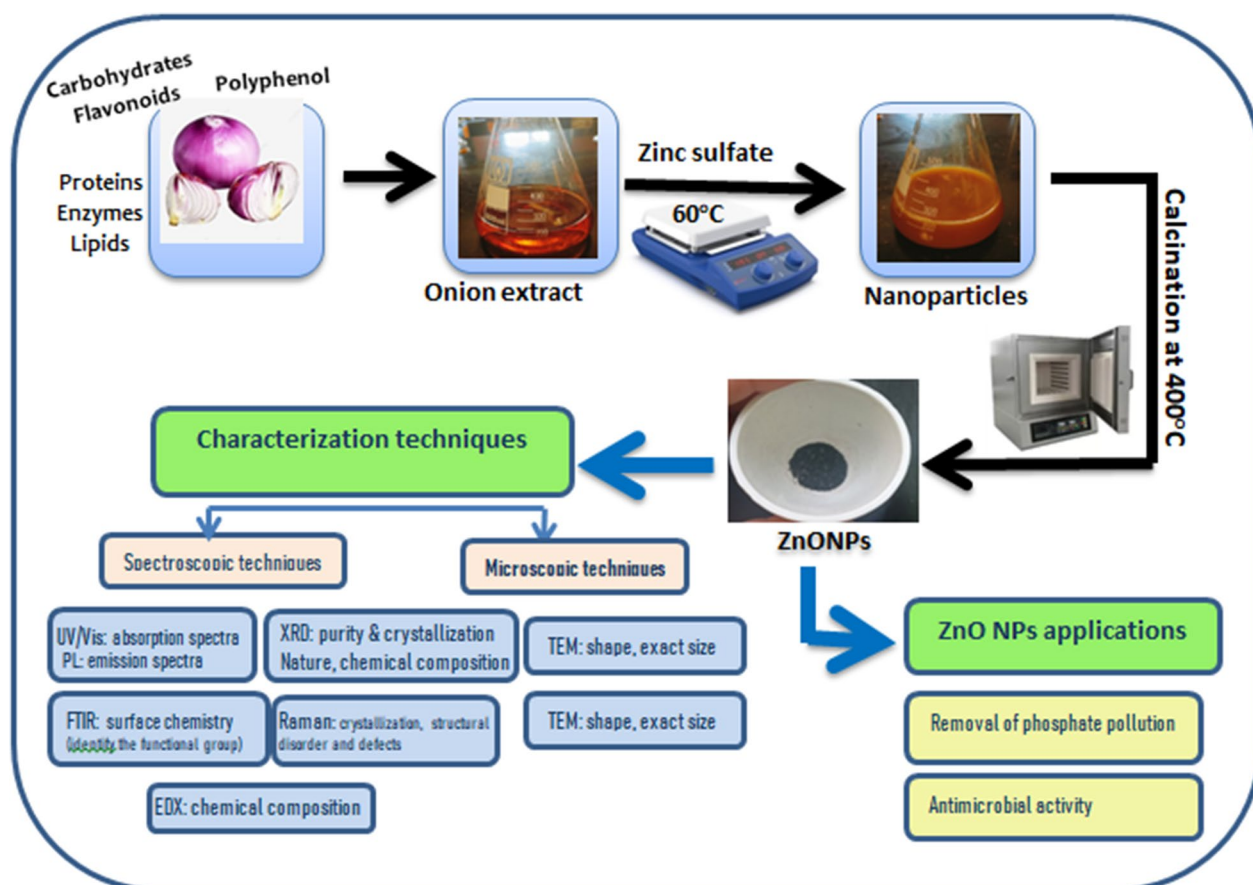 Carbohydrates
Flavonoids
Polyphenol
Proteins
Enzymes
Lipids
Onion extract
Zinc sulfate
60°C
Nanoparticles
Calcination at 400°C
ZnONPs
Characterization techniques
Spectroscopic techniques
Microscopic techniques
UV/Vis: absorption spectra
PL: emission spectra
XRD: purity & crystallization
Nature, chemical composition
TEM: shape, exact size
FTIR: surface chemistry
(identify the functional group)
Raman: crystallization, structural
disorder and defects
TEM: shape, exact size
EDX: chemical composition
ZnO NPs applications
Removal of phosphate pollution
Antimicrobial activity